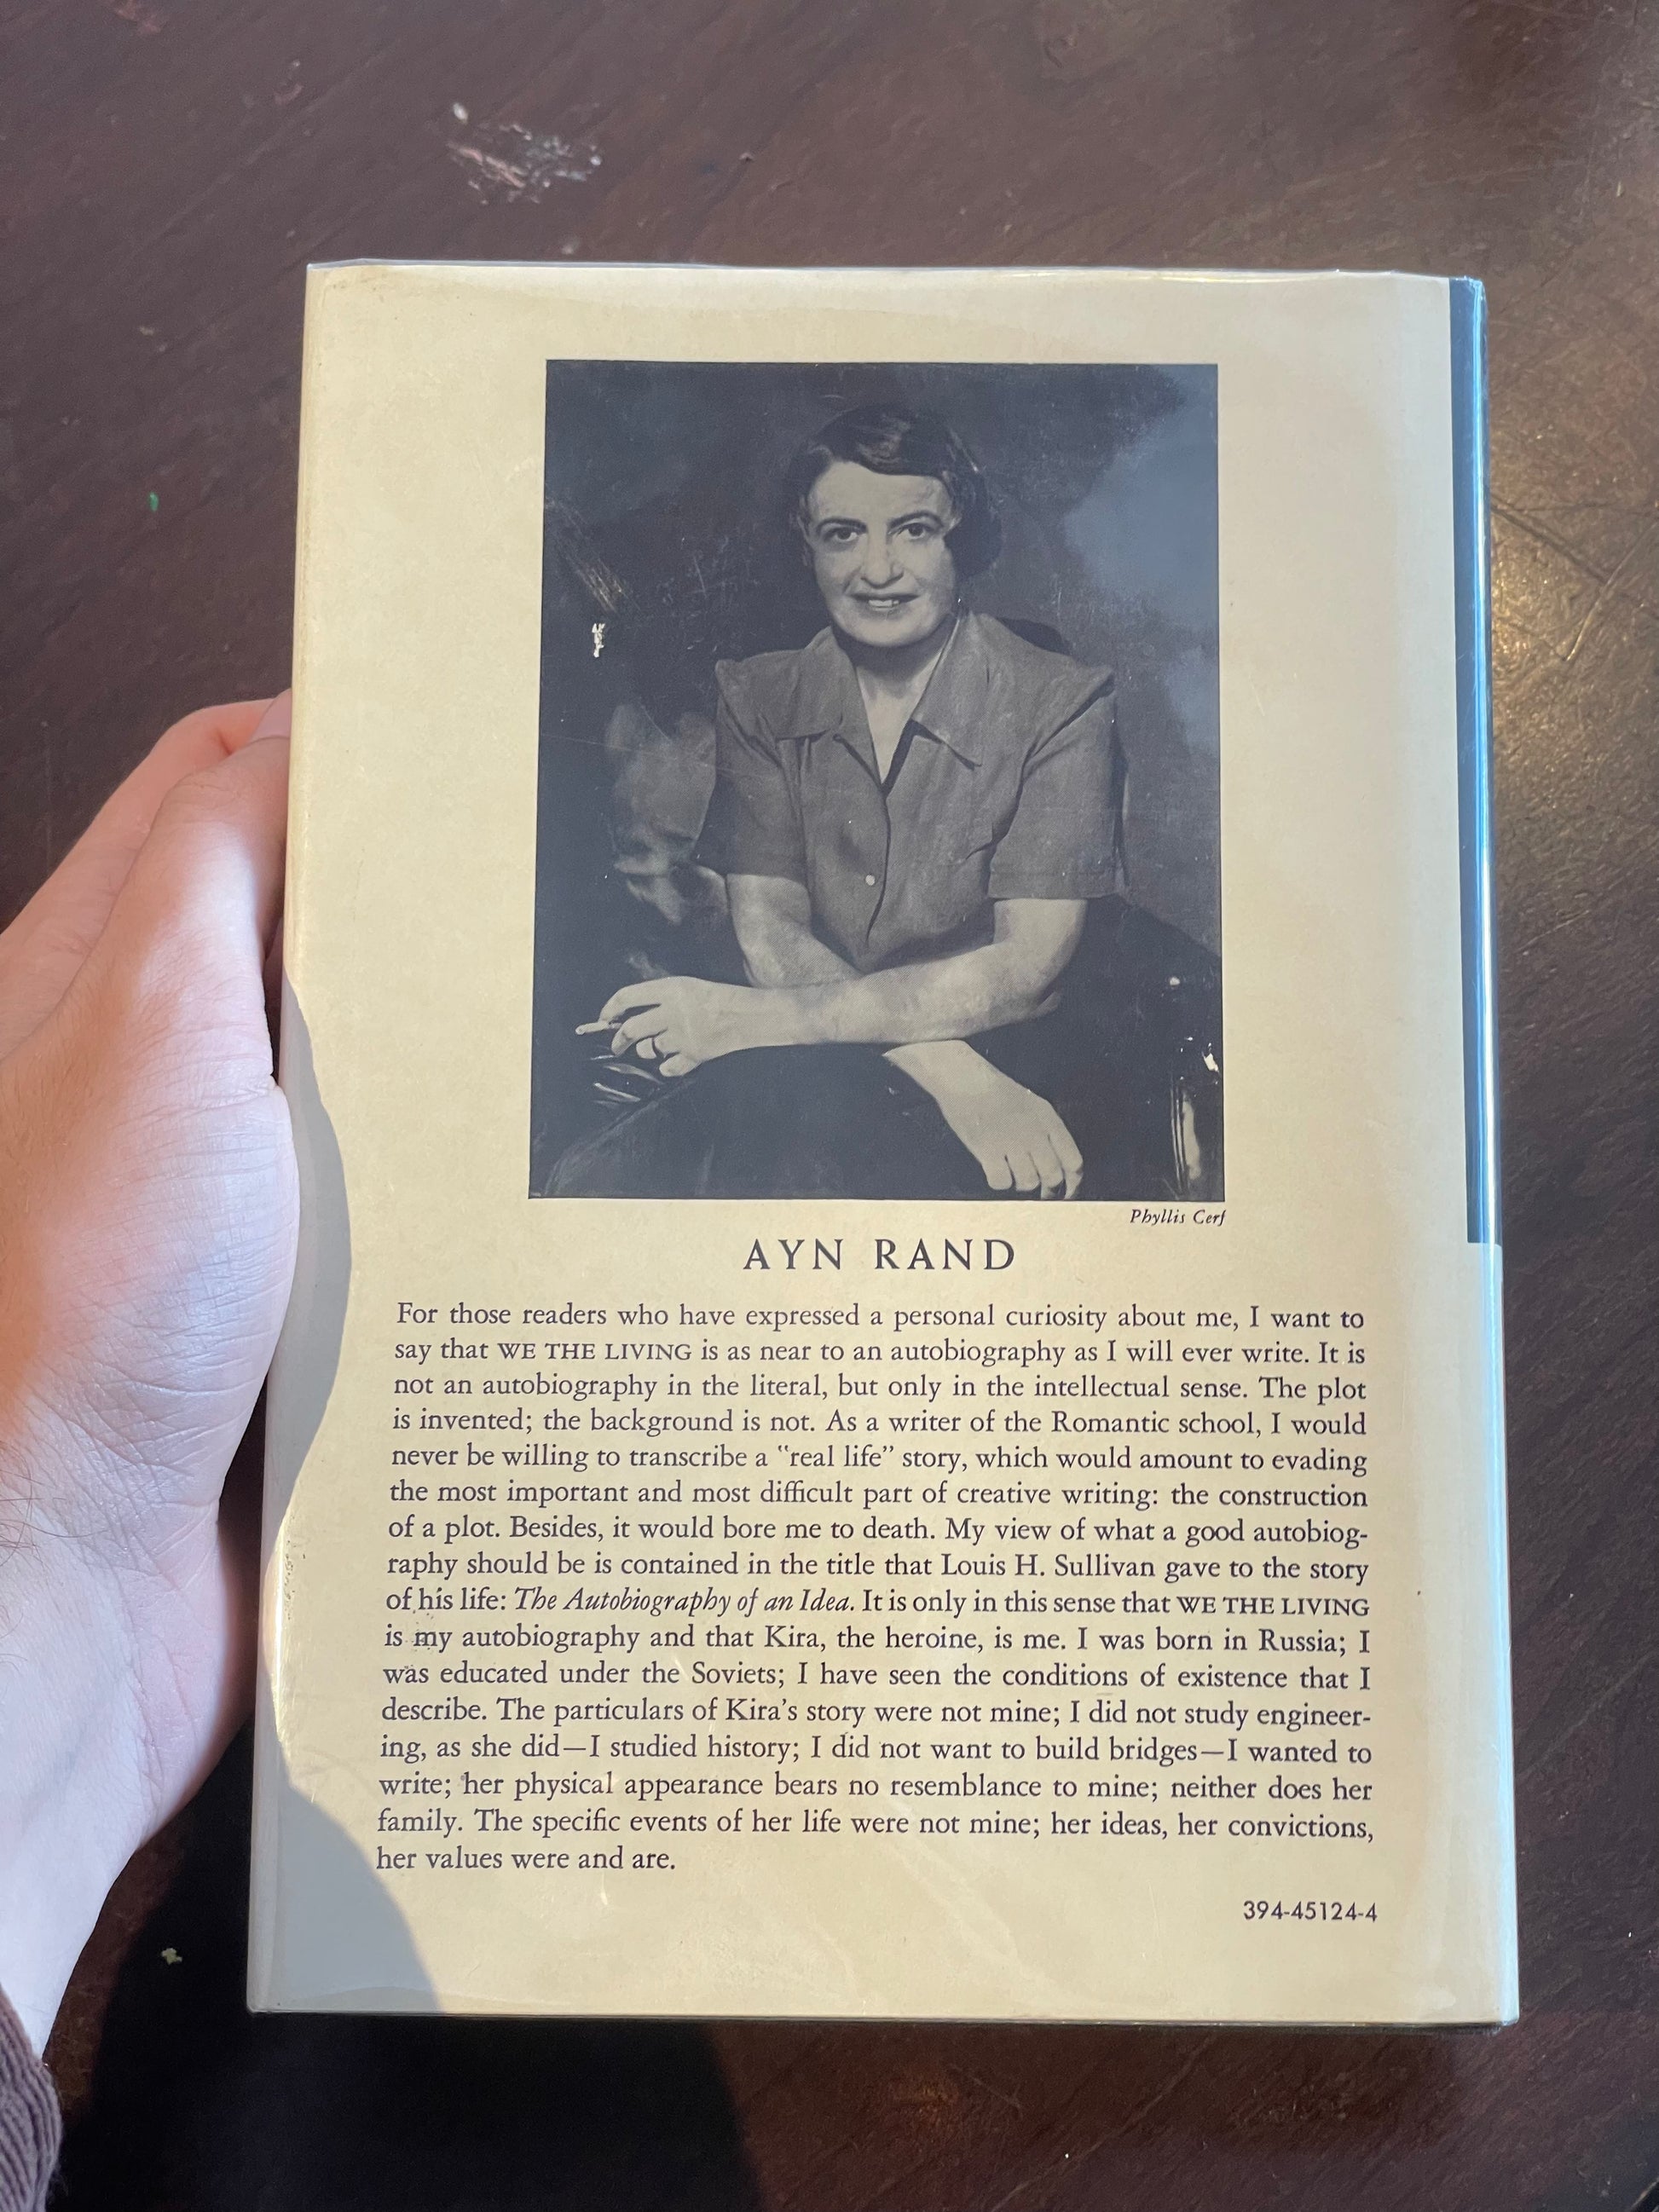 Phyllis Cerf
AYN RAND
For those readers who have expressed a personal curiosity about me, I want to
say that WE THE LIVING is as near to an autobiography as I will ever write. It is
not an autobiography in the literal, but only in the intellectual sense. The plot
is invented; the background is not. As a writer of the Romantic school, I would
never be willing to transcribe a "real life" story, which would amount to evading
the most important and most difficult part of creative writing: the construction
of a plot. Besides, it would bore me to death. My view of what a good autobiog-
raphy should be is contained in the title that Louis H. Sullivan gave to the story
of his life: The Autobiography of an Idea. It is only in this sense that WE THE LIVING
is my autobiography and that Kira, the heroine, is me. I was born in Russia; I
was educated under the Soviets; I have seen the conditions of existence that I
describe. The particulars of Kira's story were not mine; I did not study engineer-
ing, as she did—I studied history; I did not want to build bridges—I wanted to
write; her physical appearance bears no resemblance to mine; neither does her
family. The specific events of her life were not mine; her ideas, her convictions,
her values were and are.
394-45124-4